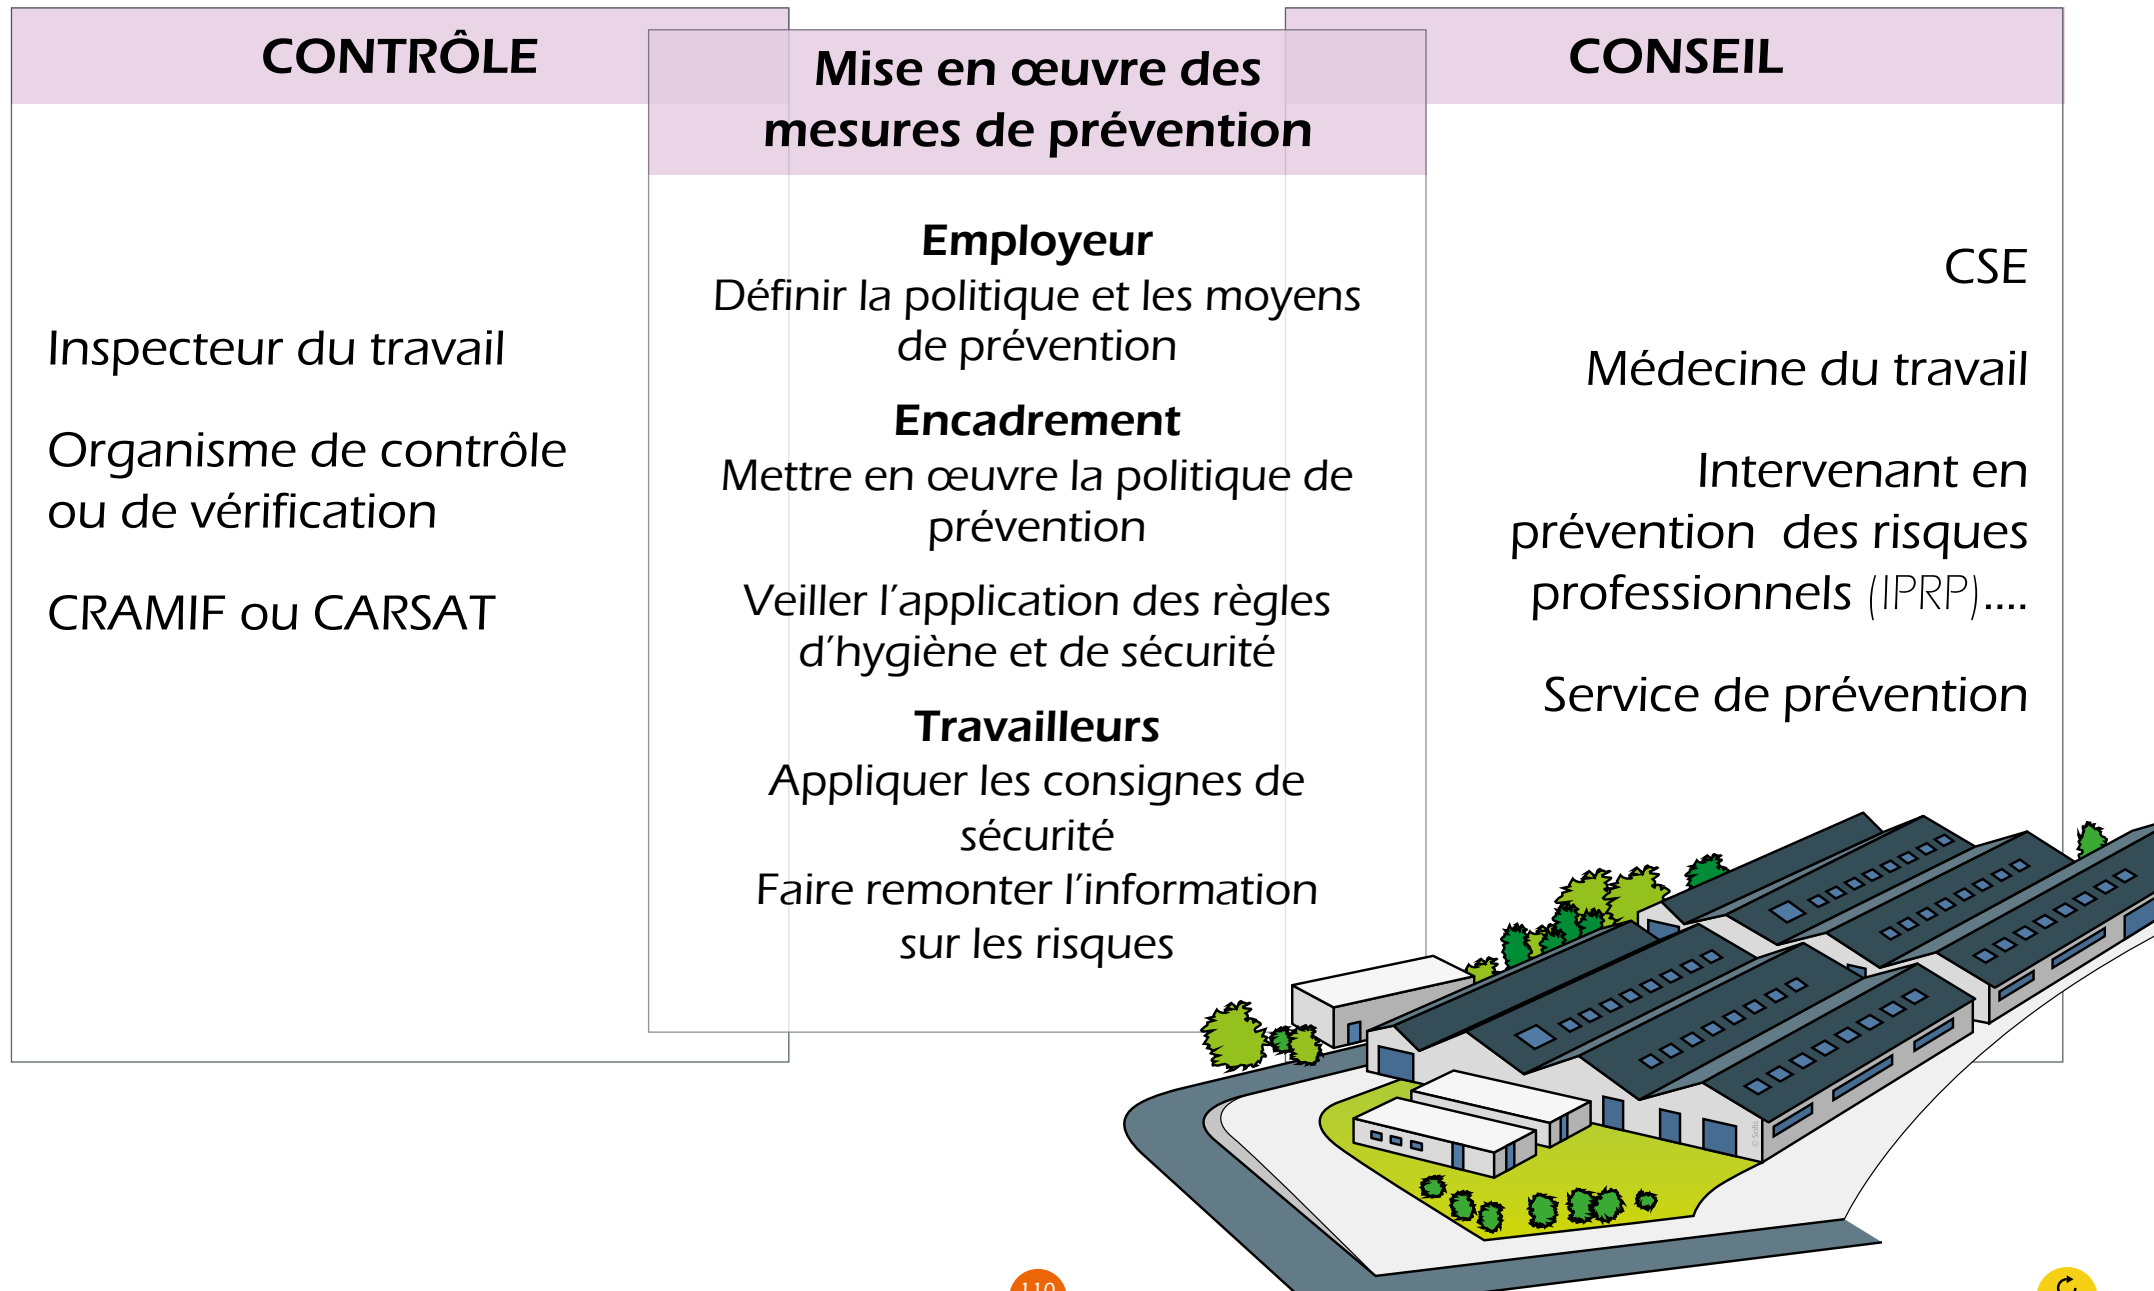 CONTRÔLE
Inspecteur du travail
Organisme de contrôle
ou de vérification
CRAMIF ou CARSAT
Mise en œuvre des
mesures de prévention
Employeur
Définir la politique et les moyens
de prévention
Encadrement
Mettre en œuvre la politique de
prévention
Veiller l’application des règles
d’hygiène et de sécurité
Travailleurs
Appliquer les consignes de
sécurité
Faire remonter l’information
sur les risques
CONSEIL
CSE
Médecine du travail
Intervenant en
prévention  des risques
professionnels (IPRP)....
Service de prévention
© Sofis
110